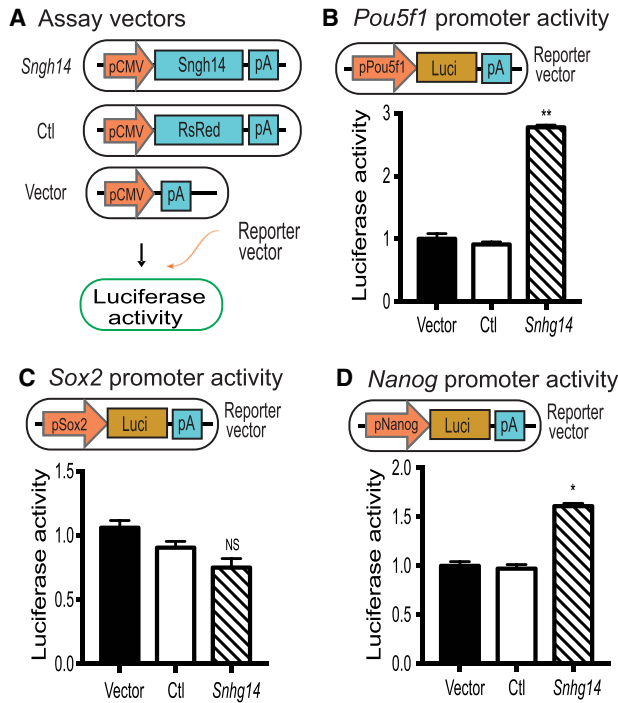 A Assay vectors
Sngh14
pCMV Sngh14 pA
Ctl
pCMV RsRed pA
Vector
pCMV pA
Reporter
vector
Luciferase
activity
B Pou5f1 promoter activity
pPou5f1 Luci pA
Reporter
vector
Luciferase activity
3
2
1
0
**
Vector Ctl Snhg14
C Sox2 promoter activity
pSox2 Luci pA
Reporter
vector
Luciferase activity
1.5
1.0
0.5
0.0
NS
Vector Ctl Snhg14
D Nanog promoter activity
pNanog Luci pA
Reporter
vector
Luciferase activity
2.0
1.5
1.0
0.5
0.0
*
Vector Ctl Snhg14